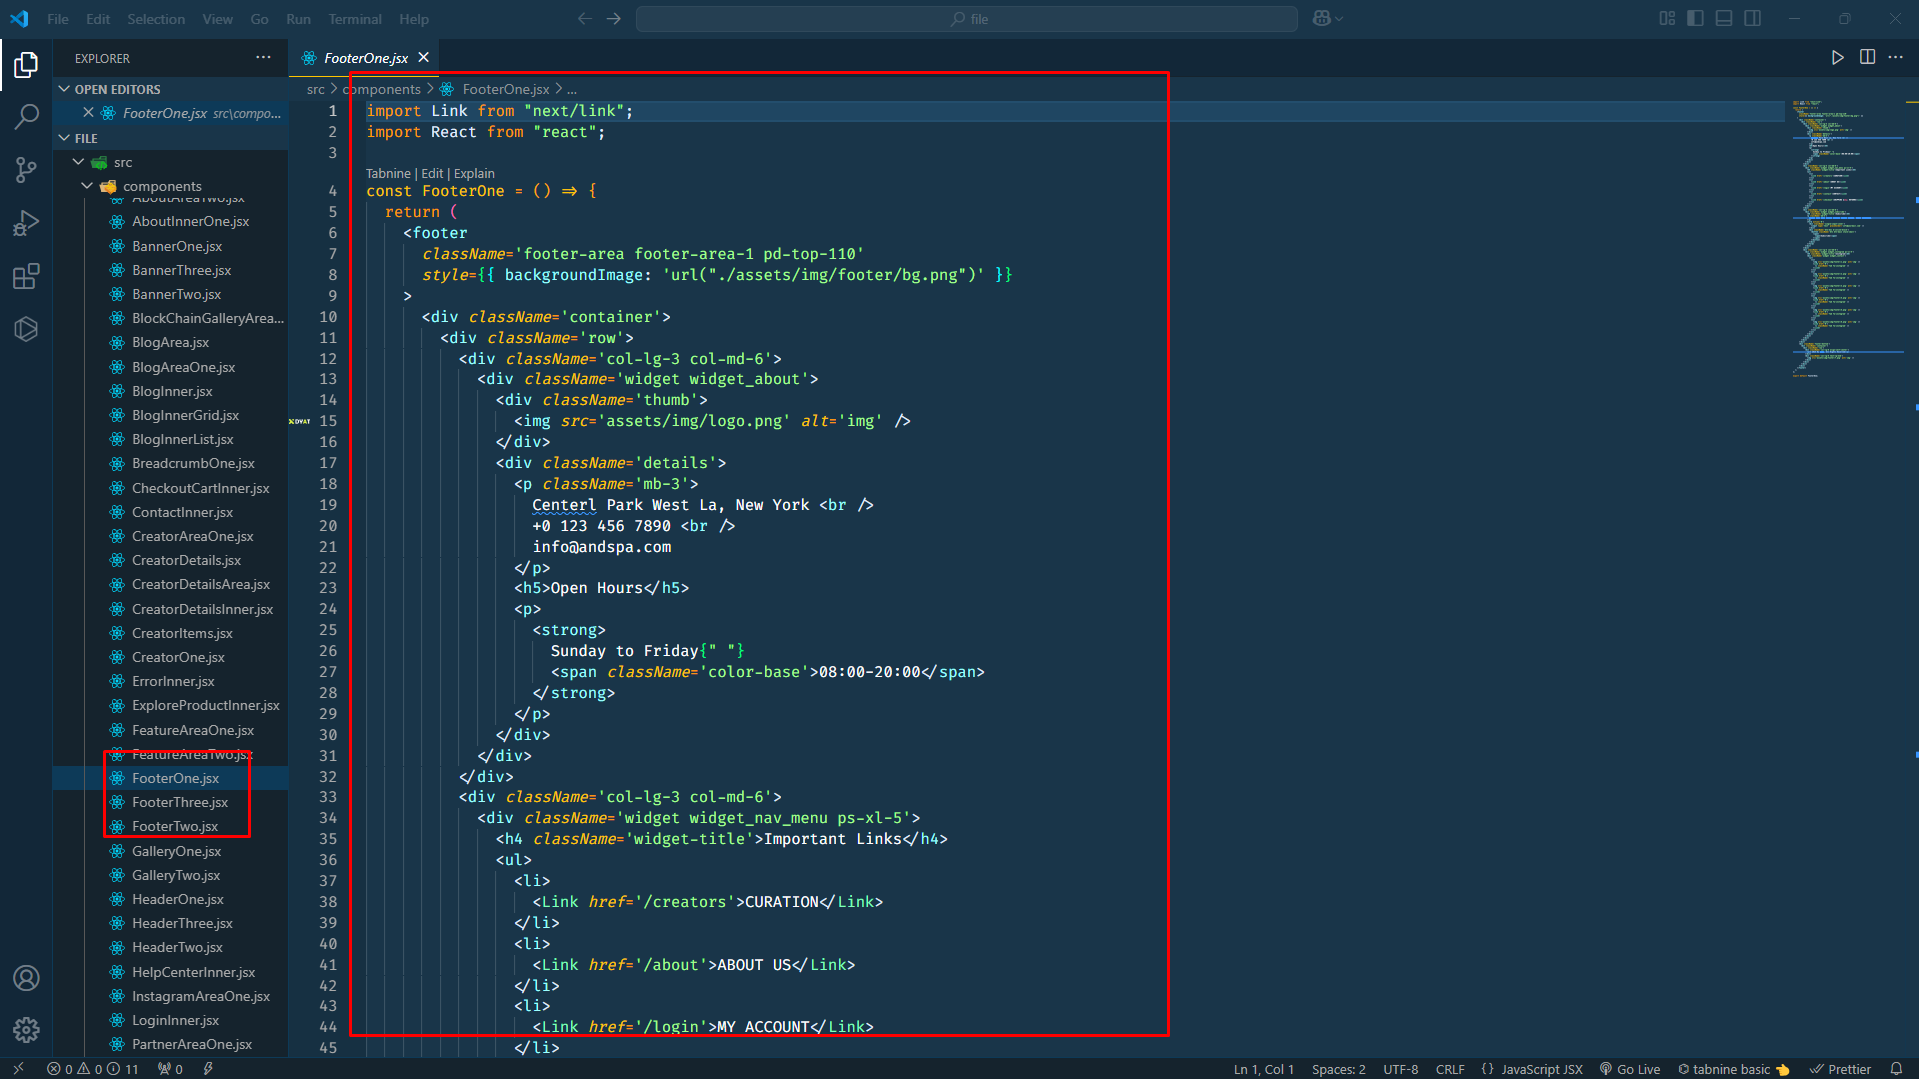 File Edit Selection View Go Run Terminal Help
file
EXPLORER
OPEN EDITORS
FooterOne.jsx src\compo...
FILE
src
components
AboutAreaTwo.jsx
AboutInnerOne.jsx
BannerOne.jsx
BannerThree.jsx
BannerTwo.jsx
BlockChainGalleryArea...
BlogArea.jsx
BlogAreaOne.jsx
BlogInner.jsx
BlogInnerGrid.jsx
BlogInnerList.jsx
BreadcrumbOne.jsx
CheckoutCartInner.jsx
ContactInner.jsx
CreatorAreaOne.jsx
CreatorDetails.jsx
CreatorDetailsArea.jsx
CreatorDetailsInner.jsx
CreatorItems.jsx
CreatorOne.jsx
ErrorInner.jsx
ExploreProductInner.jsx
FeatureAreaOne.jsx
FeatureAreaTwo.jsx
FooterOne.jsx
FooterThree.jsx
FooterTwo.jsx
GalleryOne.jsx
GalleryTwo.jsx
HeaderOne.jsx
HeaderThree.jsx
HeaderTwo.jsx
HelpCenterInner.jsx
InstagramAreaOne.jsx
LoginInner.jsx
PartnerAreaOne.jsx
FooterOne.jsx
src > components > FooterOne.jsx > ...
1 import Link from "next/link";
2 import React from "react";
3
Tabnine | Edit | Explain
4 const FooterOne = () => {
5 return (
6 <footer
7 className='footer-area footer-area-1 pd-top-110'
8 style={{ backgroundImage: 'url("./assets/img/footer/bg.png")' }}
9 >
10 <div className='container'>
11 <div className='row'>
12 <div className='col-lg-3 col-md-6'>
13 <div className='widget widget_about'>
14 <div className='thumb'>
15 <img src='assets/img/logo.png' alt='img' />
16 </div>
17 <div className='details'>
18 <p className='mb-3'>
19 Centerl Park West La, New York <br />
20 +0 123 456 7890 <br />
21 info@andspa.com
22 </p>
23 <h5>Open Hours</h5>
24 <p>
25 <strong>
26 Sunday to Friday{" "}
27 <span className='color-base'>08:00-20:00</span>
28 </strong>
29 </p>
30 </div>
31 </div>
32 </div>
33 <div className='col-lg-3 col-md-6'>
34 <div className='widget widget_nav_menu ps-xl-5'>
35 <h4 className='widget-title'>Important Links</h4>
36 <ul>
37 <li>
38 <Link href='/creators'>CURATION</Link>
39 </li>
40 <li>
41 <Link href='/about'>ABOUT US</Link>
42 </li>
43 <li>
44 <Link href='/login'>MY ACCOUNT</Link>
45 </li>
0 0 11 0
Ln 1, Col 1 Spaces: 2 UTF-8 CRLF {} JavaScript JSX Go Live tabnine basic Prettier